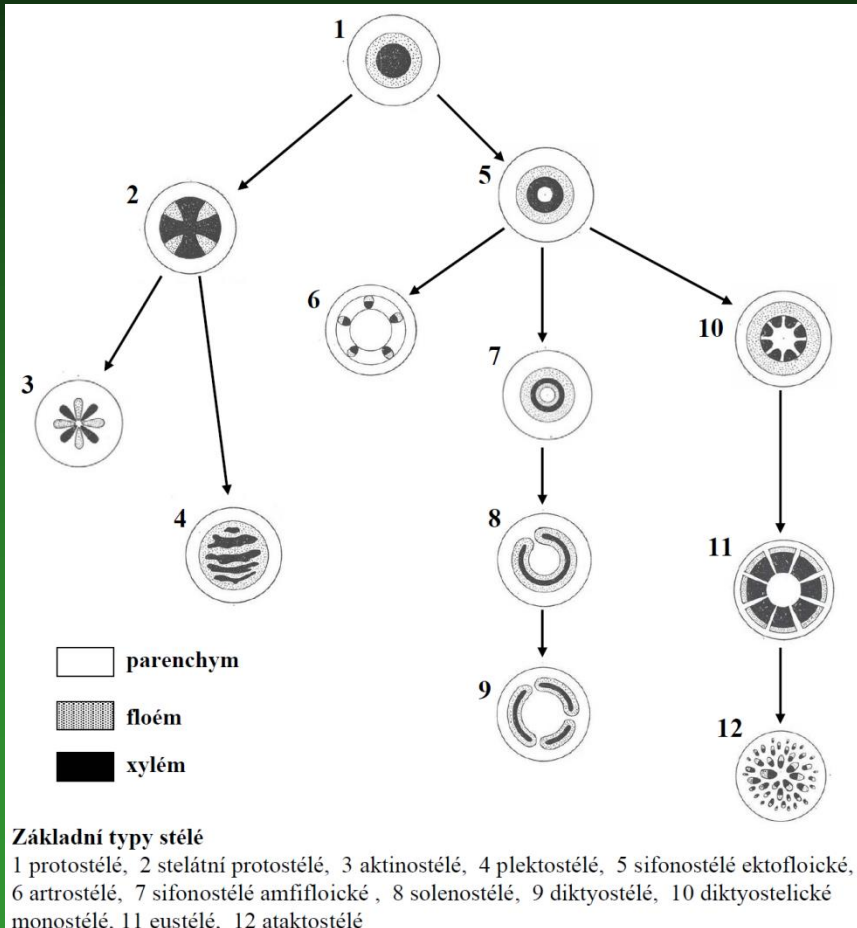 1
2
5
6
10
7
3
4
8
11
9
12
parenchym
floém
xylém
Základní typy stélé
1 protostélé, 2 stelátní protostélé, 3 aktinostélé, 4 plektostélé, 5 sifonostélé ektofloické,
6 artrostélé, 7 sifonostélé amfifloické , 8 solenostélé, 9 diktyostélé, 10 diktyostelické
monostélé, 11 eustélé, 12 ataktostélé